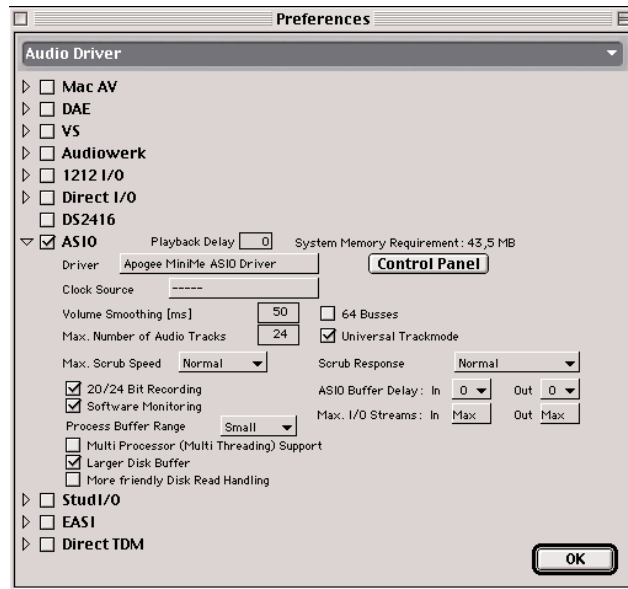 Preferences
Audio Driver
Mac AV
DAE
VS
Audiowerk
1212 I/O
Direct I/O
DS2416
ASIO Playback Delay 0 System Memory Requirement: 43,5 MB
Driver Apogee MiniMe ASIO Driver Control Panel
Clock Source -----
Volume Smoothing [ms] 50 64 Busses
Max. Number of Audio Tracks 24 Universal Trackmode
Max. Scrub Speed Normal Scrub Response Normal
20/24 Bit Recording ASIO Buffer Delay: In 0 Out 0
Software Monitoring
Max. I/O Streams: In Max Out Max
Process Buffer Range Small
Multi Processor (Multi Threading) Support
Larger Disk Buffer
More friendly Disk Read Handling
StudI/O
EASI
Direct TDM
OK